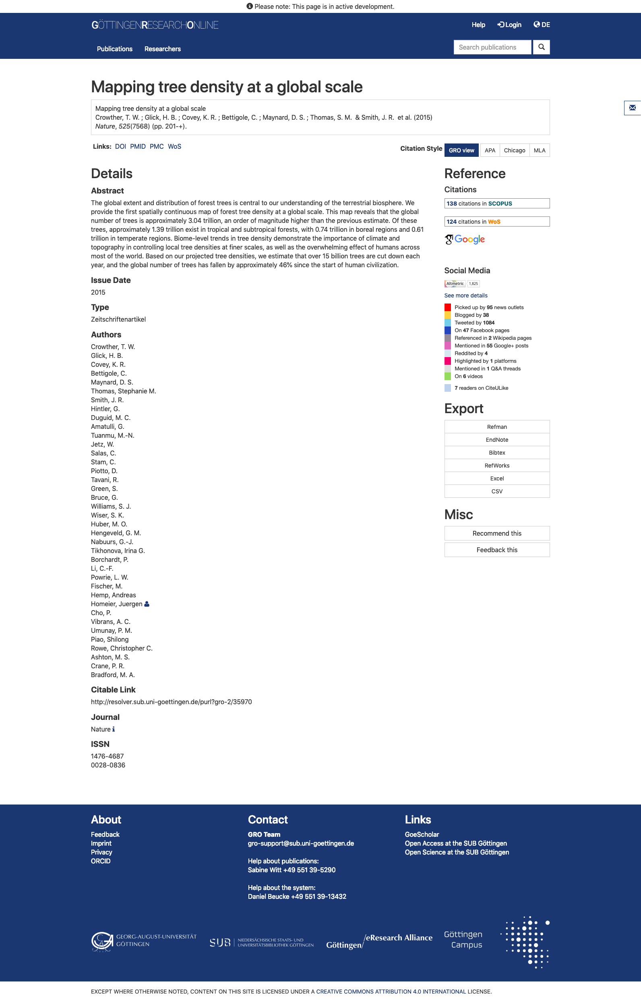 Please note: This page is in active development.
GÖTTINGENRESEARCHONLINE
Help Login DE
Publications Researchers
Search publications
Mapping tree density at a global scale
Mapping tree density at a global scale
Crowther, T. W. ; Glick, H. B. ; Covey, K. R. ; Bettigole, C. ; Maynard, D. S. ; Thomas, S. M. & Smith, J. R. et al. (2015)
Nature, 525(7568) (pp. 201-+).
Links: DOI PMID PMC WoS
Citation Style GRO view APA Chicago MLA
Details
Abstract
The global extent and distribution of forest trees is central to our understanding of the terrestrial biosphere. We
provide the first spatially continuous map of forest tree density at a global scale. This map reveals that the global
number of trees is approximately 3.04 trillion, an order of magnitude higher than the previous estimate. Of these
trees, approximately 1.39 trillion exist in tropical and subtropical forests, with 0.74 trillion in boreal regions and 0.61
trillion in temperate regions. Biome-level trends in tree density demonstrate the importance of climate and
topography in controlling local tree densities at finer scales, as well as the overwhelming effect of humans across
most of the world. Based on our projected tree densities, we estimate that over 15 billion trees are cut down each
year, and the global number of trees has fallen by approximately 46% since the start of human civilization.
Issue Date
2015
Type
Zeitschriftenartikel
Authors
Crowther, T. W.
Glick, H. B.
Covey, K. R.
Bettigole, C.
Maynard, D. S.
Thomas, Stephanie M.
Smith, J. R.
Hintler, G.
Duguid, M. C.
Amatulli, G.
Tuanmu, M.-N.
Jetz, W.
Salas, C.
Stam, C.
Piotto, D.
Tavani, R.
Green, S.
Bruce, G.
Williams, S. J.
Wiser, S. K.
Huber, M. O.
Hengeveld, G. M.
Nabuurs, G.-J.
Tikhonova, Irina G.
Borchardt, P.
Li, C.-F.
Powrie, L. W.
Fischer, M.
Hemp, Andreas
Homeier, Juergen
Cho, P.
Vibrans, A. C.
Umunay, P. M.
Piao, Shilong
Rowe, Christopher C.
Ashton, M. S.
Crane, P. R.
Bradford, M. A.
Citable Link
http://resolver.sub.uni-goettingen.de/purl?gro-2/35970
Journal
Nature
ISSN
1476-4687
0028-0836
Reference
Citations
138 citations in SCOPUS
124 citations in WoS
Google
Social Media
Altmetric 1,825
See more details
Picked up by 95 news outlets
Blogged by 38
Tweeted by 1084
On 47 Facebook pages
Referenced in 2 Wikipedia pages
Mentioned in 55 Google+ posts
Reddited by 4
Highlighted by 1 platforms
Mentioned in 1 Q&A threads
On 6 videos
7 readers on CiteULike
Export
Refman
EndNote
Bibtex
RefWorks
Excel
CSV
Misc
Recommend this
Feedback this
About
Feedback
Imprint
Privacy
ORCID
Contact
GRO Team
gro-support@sub.uni-goettingen.de
Help about publications:
Sabine Witt +49 551 39-5290
Help about the system:
Daniel Beucke +49 551 39-13432
Links
GoeScholar
Open Access at the SUB Göttingen
Open Science at the SUB Göttingen
GEORG-AUGUST-UNIVERSITÄT
GÖTTINGEN
SUB
NIEDERSÄCHSISCHE STAATS- UND
UNIVERSITÄTSBIBLIOTHEK GÖTTINGEN
Göttingen/eResearch Alliance
Göttingen
Campus
EXCEPT WHERE OTHERWISE NOTED, CONTENT ON THIS SITE IS LICENSED UNDER A CREATIVE COMMONS ATTRIBUTION 4.0 INTERNATIONAL LICENSE.